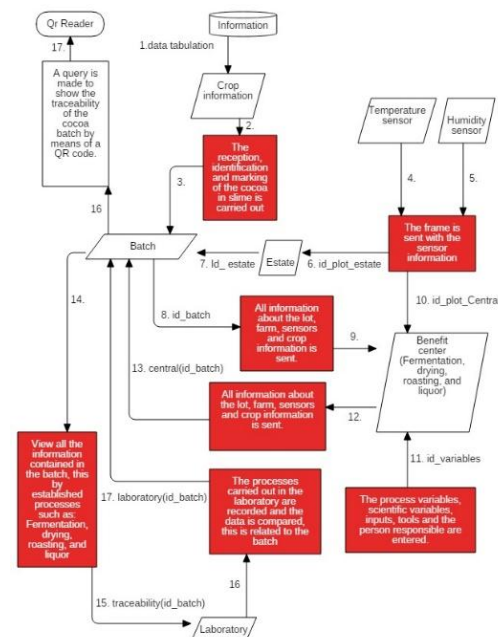 Qr Reader
Information
17.
1.data tabulation
A query is
made to
show the
traceability
of the
cocoa
batch by
means of a
QR code.
Crop
information
Temperature
sensor
Humidity
sensor
2.
The
reception,
identification
and marking
of the cocoa
in slime is
carried out
3.
4.
5.
16
The frame is
sent with the
sensor
information
Batch
7. Id_ estate
Estate
6. id_plot_estate
14.
8. id_batch
All information
about the lot,
farm, sensors
and crop
information is
sent.
9.
10. id_plot_Central
Benefit
center
(Fermentation,
drying,
roasting, and
liquor)
13. central(id_batch)
All information about
the lot, farm, sensors
and crop information
is sent.
12.
11. id_variables
View all the
information
contained in
the batch, this
by
established
processes
such as:
Fermentation,
drying,
roasting, and
liquor
17. laboratory(id_batch)
The processes
carried out in the
laboratory are
recorded and the
data is compared,
this is related to the
batch
The process variables,
scientific variables,
inputs, tools and the
person responsible are
entered.
15. traceability(id_batch)
16
Laboratory